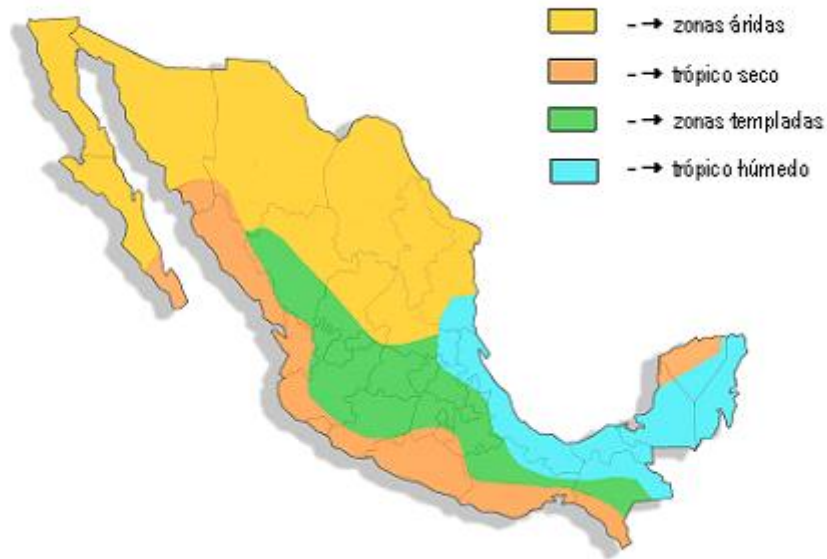 --→ zonas áridas
--→ trópico seco
--→ zonas templadas
--→ trópico húmedo